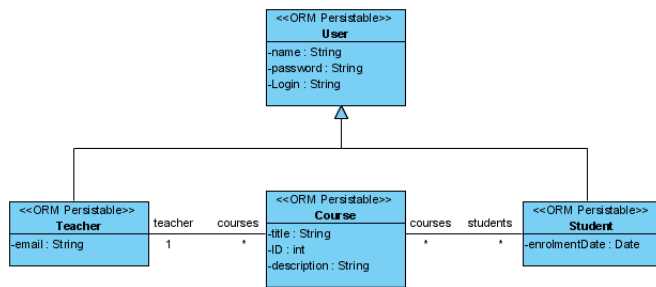 <<ORM Persistable>>
User
-name : String
-password : String
-Login : String
<<ORM Persistable>>
Teacher
-email : String
teacher courses
1 *
<<ORM Persistable>>
Course
-title : String
-ID : int
-description : String
courses students
* *
<<ORM Persistable>>
Student
-enrolmentDate : Date